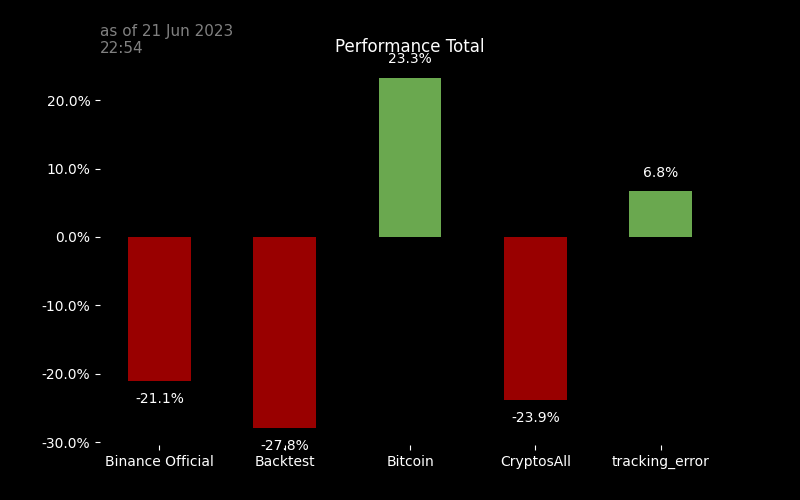 as of 21 Jun 2023
22:54
Performance Total
23.3%
20.0%
10.0%
6.8%
0.0%
-10.0%
-20.0%
-21.1%
-23.9%
-30.0%
-27.8%
Binance Official
Backtest
Bitcoin
CryptosAll
tracking_error